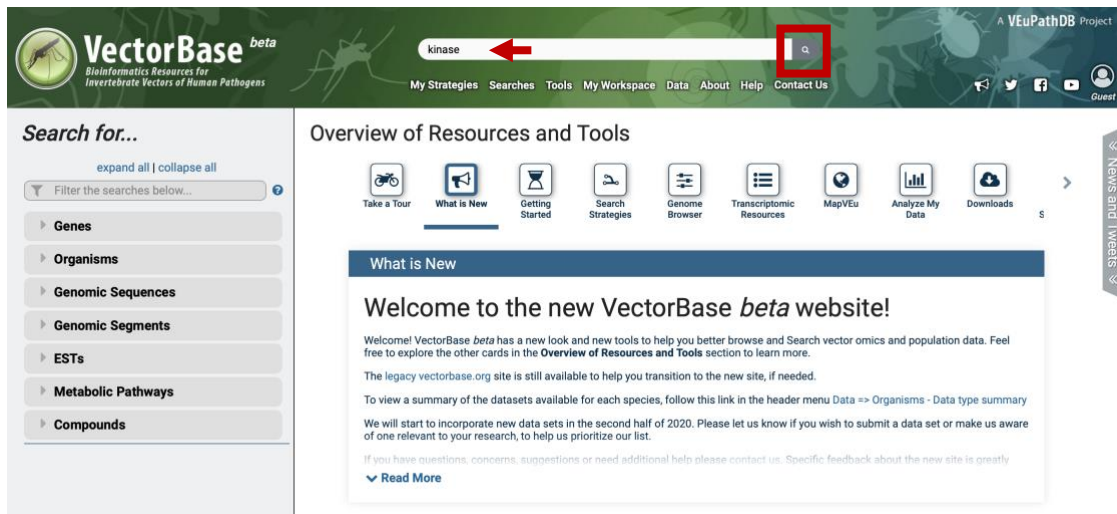 A VEuPathDB Project
VectorBase beta
Bioinformatics Resources for
Invertebrate Vectors of Human Pathogens
kinase
My Strategies Searches Tools My Workspace Data About Help Contact Us
Guest
Search for...
expand all | collapse all
Filter the searches below...
Genes
Organisms
Genomic Sequences
Genomic Segments
ESTs
Metabolic Pathways
Compounds
Overview of Resources and Tools
Take a Tour
What is New
Getting
Started
Search
Strategies
Genome
Browser
Transcriptomic
Resources
MapVEu
Analyze My
Data
Downloads
S
What is New
Welcome to the new VectorBase beta website!
Welcome! VectorBase beta has a new look and new tools to help you better browse and Search vector omics and population data. Feel
free to explore the other cards in the Overview of Resources and Tools section to learn more.
The legacy vectorbase.org site is still available to help you transition to the new site, if needed.
To view a summary of the datasets available for each species, follow this link in the header menu Data => Organisms - Data type summary
We will start to incorporate new data sets in the second half of 2020. Please let us know if you wish to submit a data set or make us aware
of one relevant to your research, to help us prioritize our list.
If you have questions, concerns, suggestions or need additional help please contact us. Specific feedback about the new site is greatly
Read More
News and Tweets